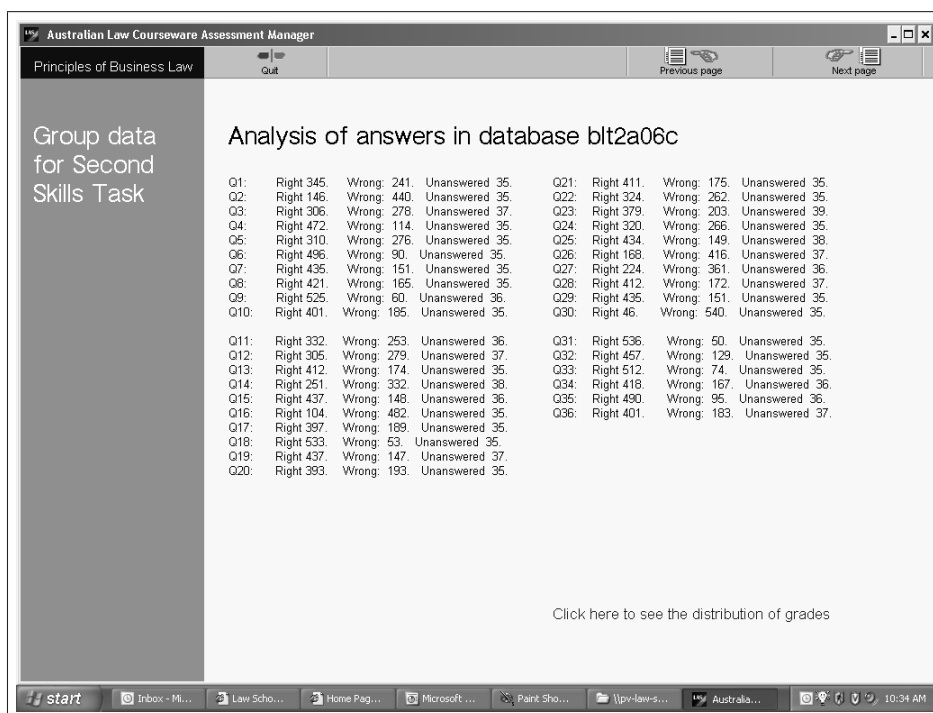 Australian Law Courseware Assessment Manager
Principles of Business Law
Quit
Previous page
Next page
Group data
for Second
Skills Task
Analysis of answers in database blt2a06c
Q1: Right 345. Wrong: 241. Unanswered 35.
Q2: Right 146. Wrong: 440. Unanswered 35.
Q3: Right 306. Wrong: 278. Unanswered 37.
Q4: Right 472. Wrong: 114. Unanswered 35.
Q5: Right 310. Wrong: 276. Unanswered 35.
Q6: Right 496. Wrong: 90. Unanswered 35.
Q7: Right 435. Wrong: 151. Unanswered 35.
Q8: Right 421. Wrong: 165. Unanswered 35.
Q9: Right 525. Wrong: 60. Unanswered 36.
Q10: Right 401. Wrong: 185. Unanswered 35.
Q11: Right 332. Wrong: 253. Unanswered 36.
Q12: Right 305. Wrong: 279. Unanswered 37.
Q13: Right 412. Wrong: 174. Unanswered 35.
Q14: Right 251. Wrong: 332. Unanswered 38.
Q15: Right 437. Wrong: 148. Unanswered 36.
Q16: Right 104. Wrong: 482. Unanswered 35.
Q17: Right 397. Wrong: 189. Unanswered 35.
Q18: Right 533. Wrong: 53. Unanswered 35.
Q19: Right 437. Wrong: 147. Unanswered 37.
Q20: Right 393. Wrong: 193. Unanswered 35.
Q21: Right 411. Wrong: 175. Unanswered 35.
Q22: Right 324. Wrong: 262. Unanswered 35.
Q23: Right 379. Wrong: 203. Unanswered 39.
Q24: Right 320. Wrong: 266. Unanswered 35.
Q25: Right 434. Wrong: 149. Unanswered 38.
Q26: Right 168. Wrong: 416. Unanswered 37.
Q27: Right 224. Wrong: 361. Unanswered 36.
Q28: Right 412. Wrong: 172. Unanswered 37.
Q29: Right 435. Wrong: 151. Unanswered 35.
Q30: Right 46. Wrong: 540. Unanswered 35.
Q31: Right 536. Wrong: 50. Unanswered 35.
Q32: Right 457. Wrong: 129. Unanswered 35.
Q33: Right 512. Wrong: 74. Unanswered 35.
Q34: Right 418. Wrong: 167. Unanswered 36.
Q35: Right 490. Wrong: 95. Unanswered 36.
Q36: Right 401. Wrong: 183. Unanswered 37.
Click here to see the distribution of grades
start
Inbox - Mi...
Law Scho...
Home Pag...
Microsoft ...
Paint Sho...
\\pv-law-s...
Australia...
10:34 AM